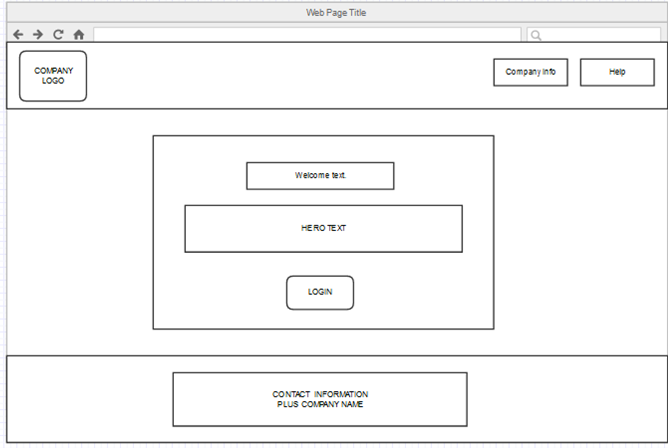 Web Page Title
COMPANY
LOGO
Company Info
Help
Welcome text.
HERO TEXT
LOGIN
CONTACT INFORMATION
PLUS COMPANY NAME